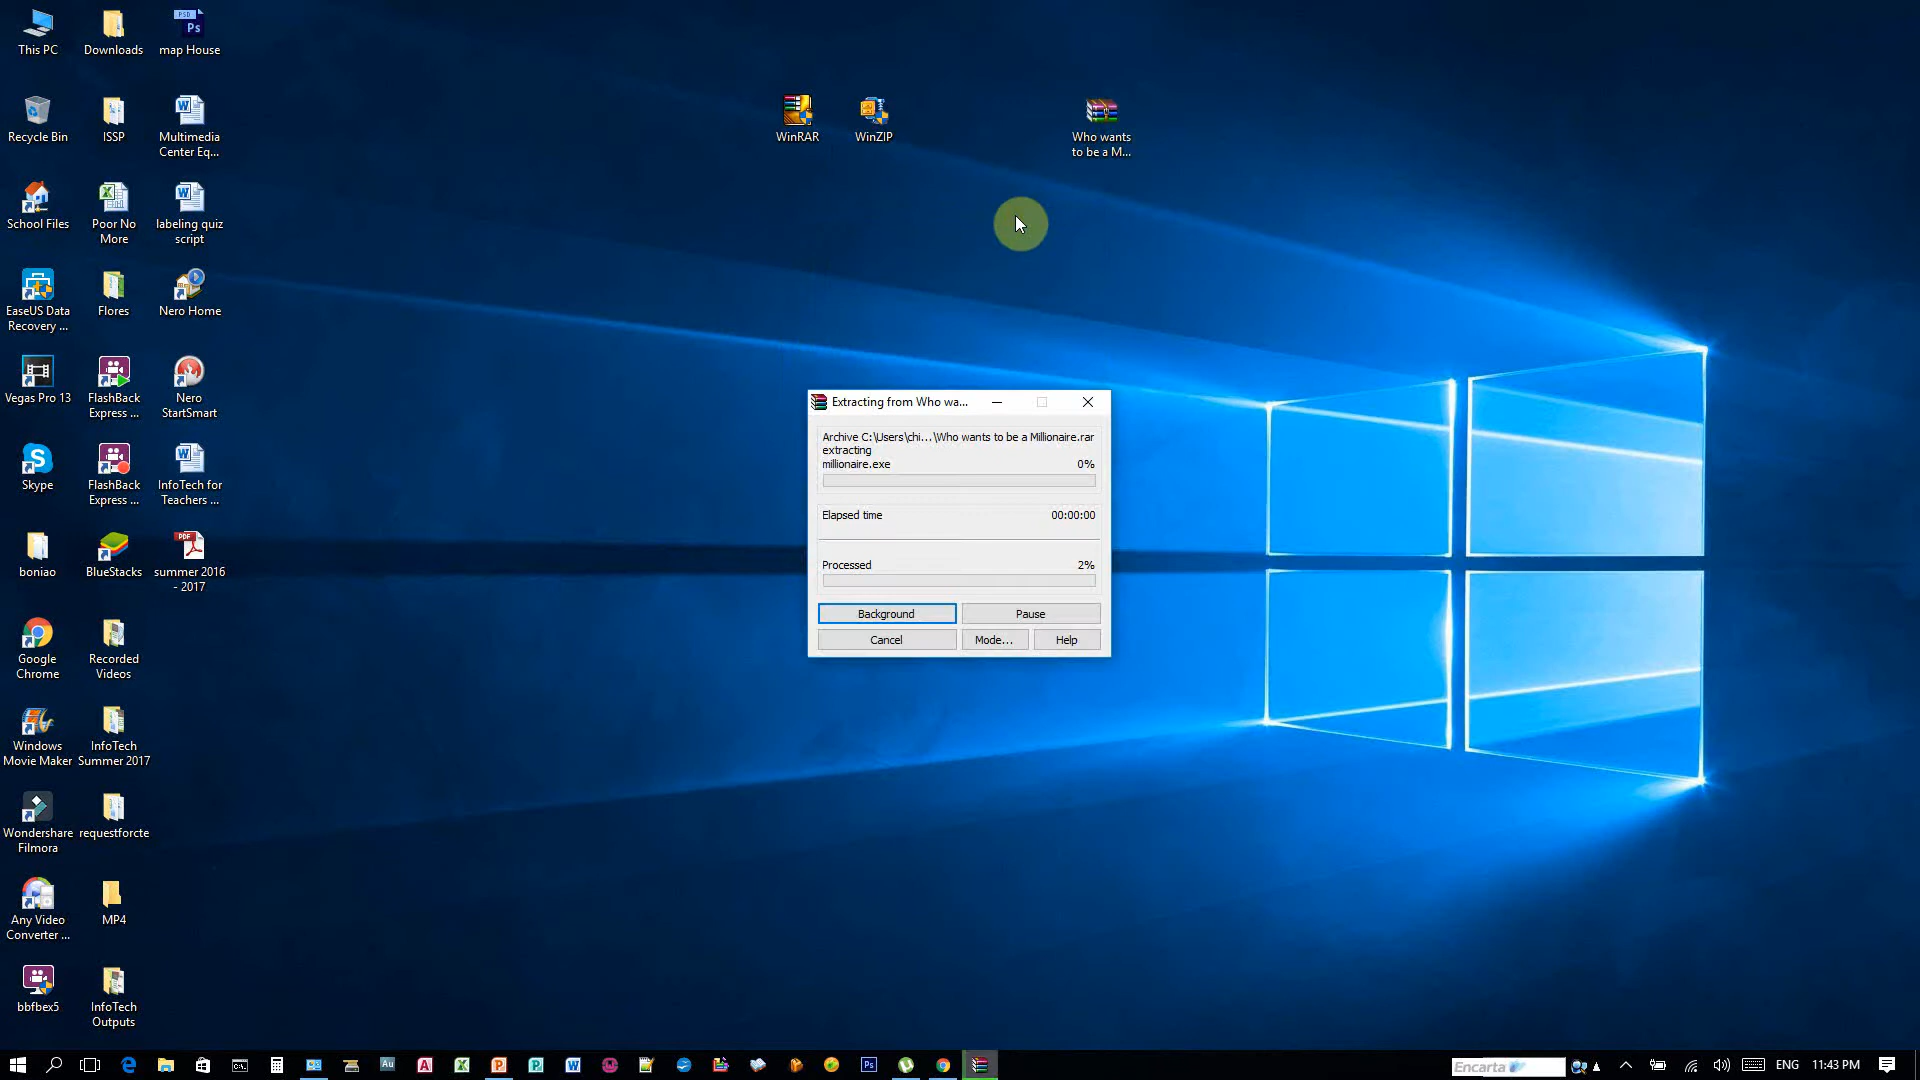 This PC
Downloads
PSD
Ps
map House
Recycle Bin
ISSP
Multimedia
Center Eq...
WinRAR
WinZIP
Who wants
to be a M...
School Files
Poor No
More
labeling quiz
script
EaseUS Data
Recovery ...
Flores
Nero Home
Vegas Pro 13
FlashBack
Express ...
Nero
StartSmart
Skype
FlashBack
Express ...
InfoTech for
Teachers ...
boniao
BlueStacks
PDF
summer 2016
- 2017
Google
Chrome
Recorded
Videos
Windows
Movie Maker
InfoTech
Summer 2017
Wondershare
Filmora
requestforcte
Any Video
Converter ...
MP4
bbfbex5
InfoTech
Outputs
Extracting from Who wa...
Archive C:\Users\chi...\Who wants to be a Millionaire.rar
extracting
millionaire.exe 0%
Elapsed time 00:00:00
Processed 2%
Background Pause
Cancel Mode... Help
Au
Ps
Encarta
ENG 11:43 PM